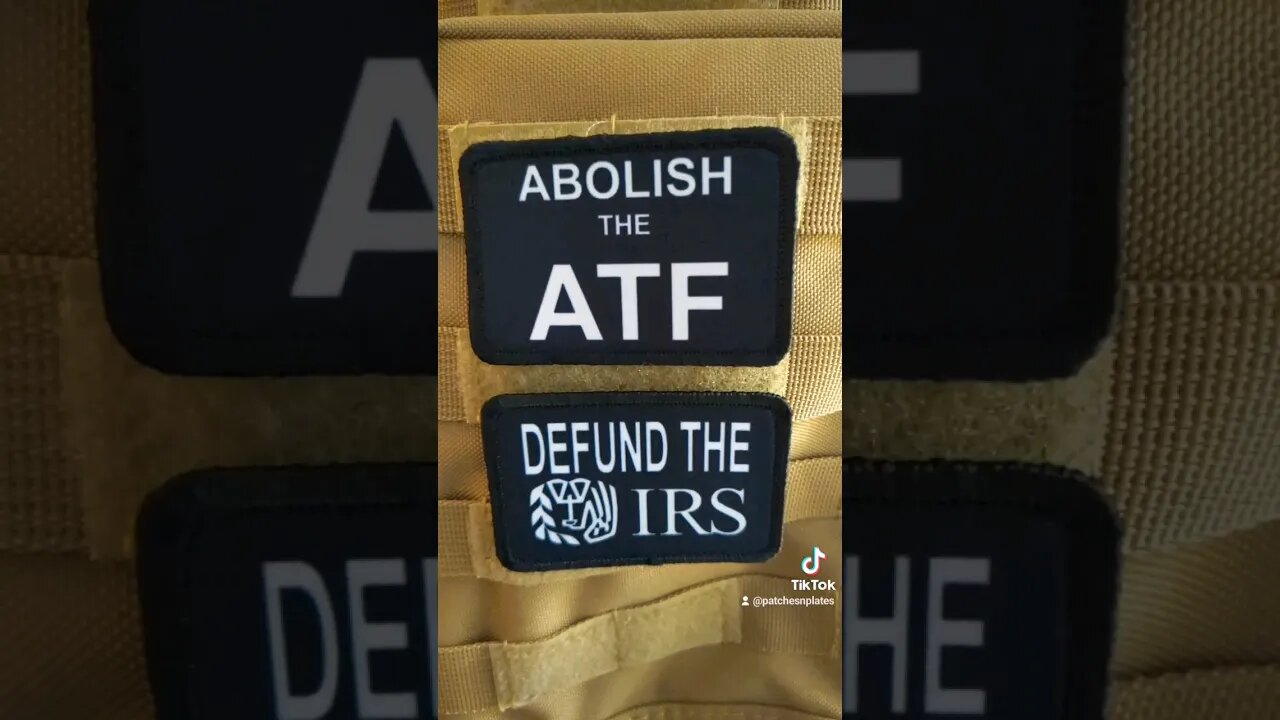 ABOLISH
THE
ATF
DEFUND THE
IRS
TikTok
@patchesnplates